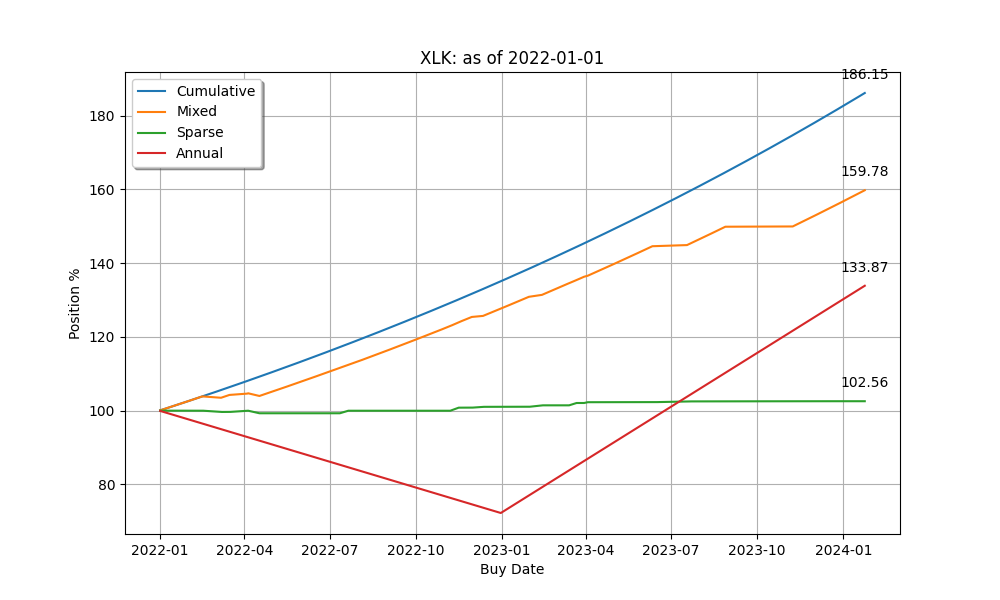 XLK: as of 2022-01-01
186.15
Cumulative
Mixed
Sparse
Annual
159.78
133.87
102.56
180
160
140
120
100
80
Position %
2022-01 2022-04 2022-07 2022-10 2023-01 2023-04 2023-07 2023-10 2024-01
Buy Date